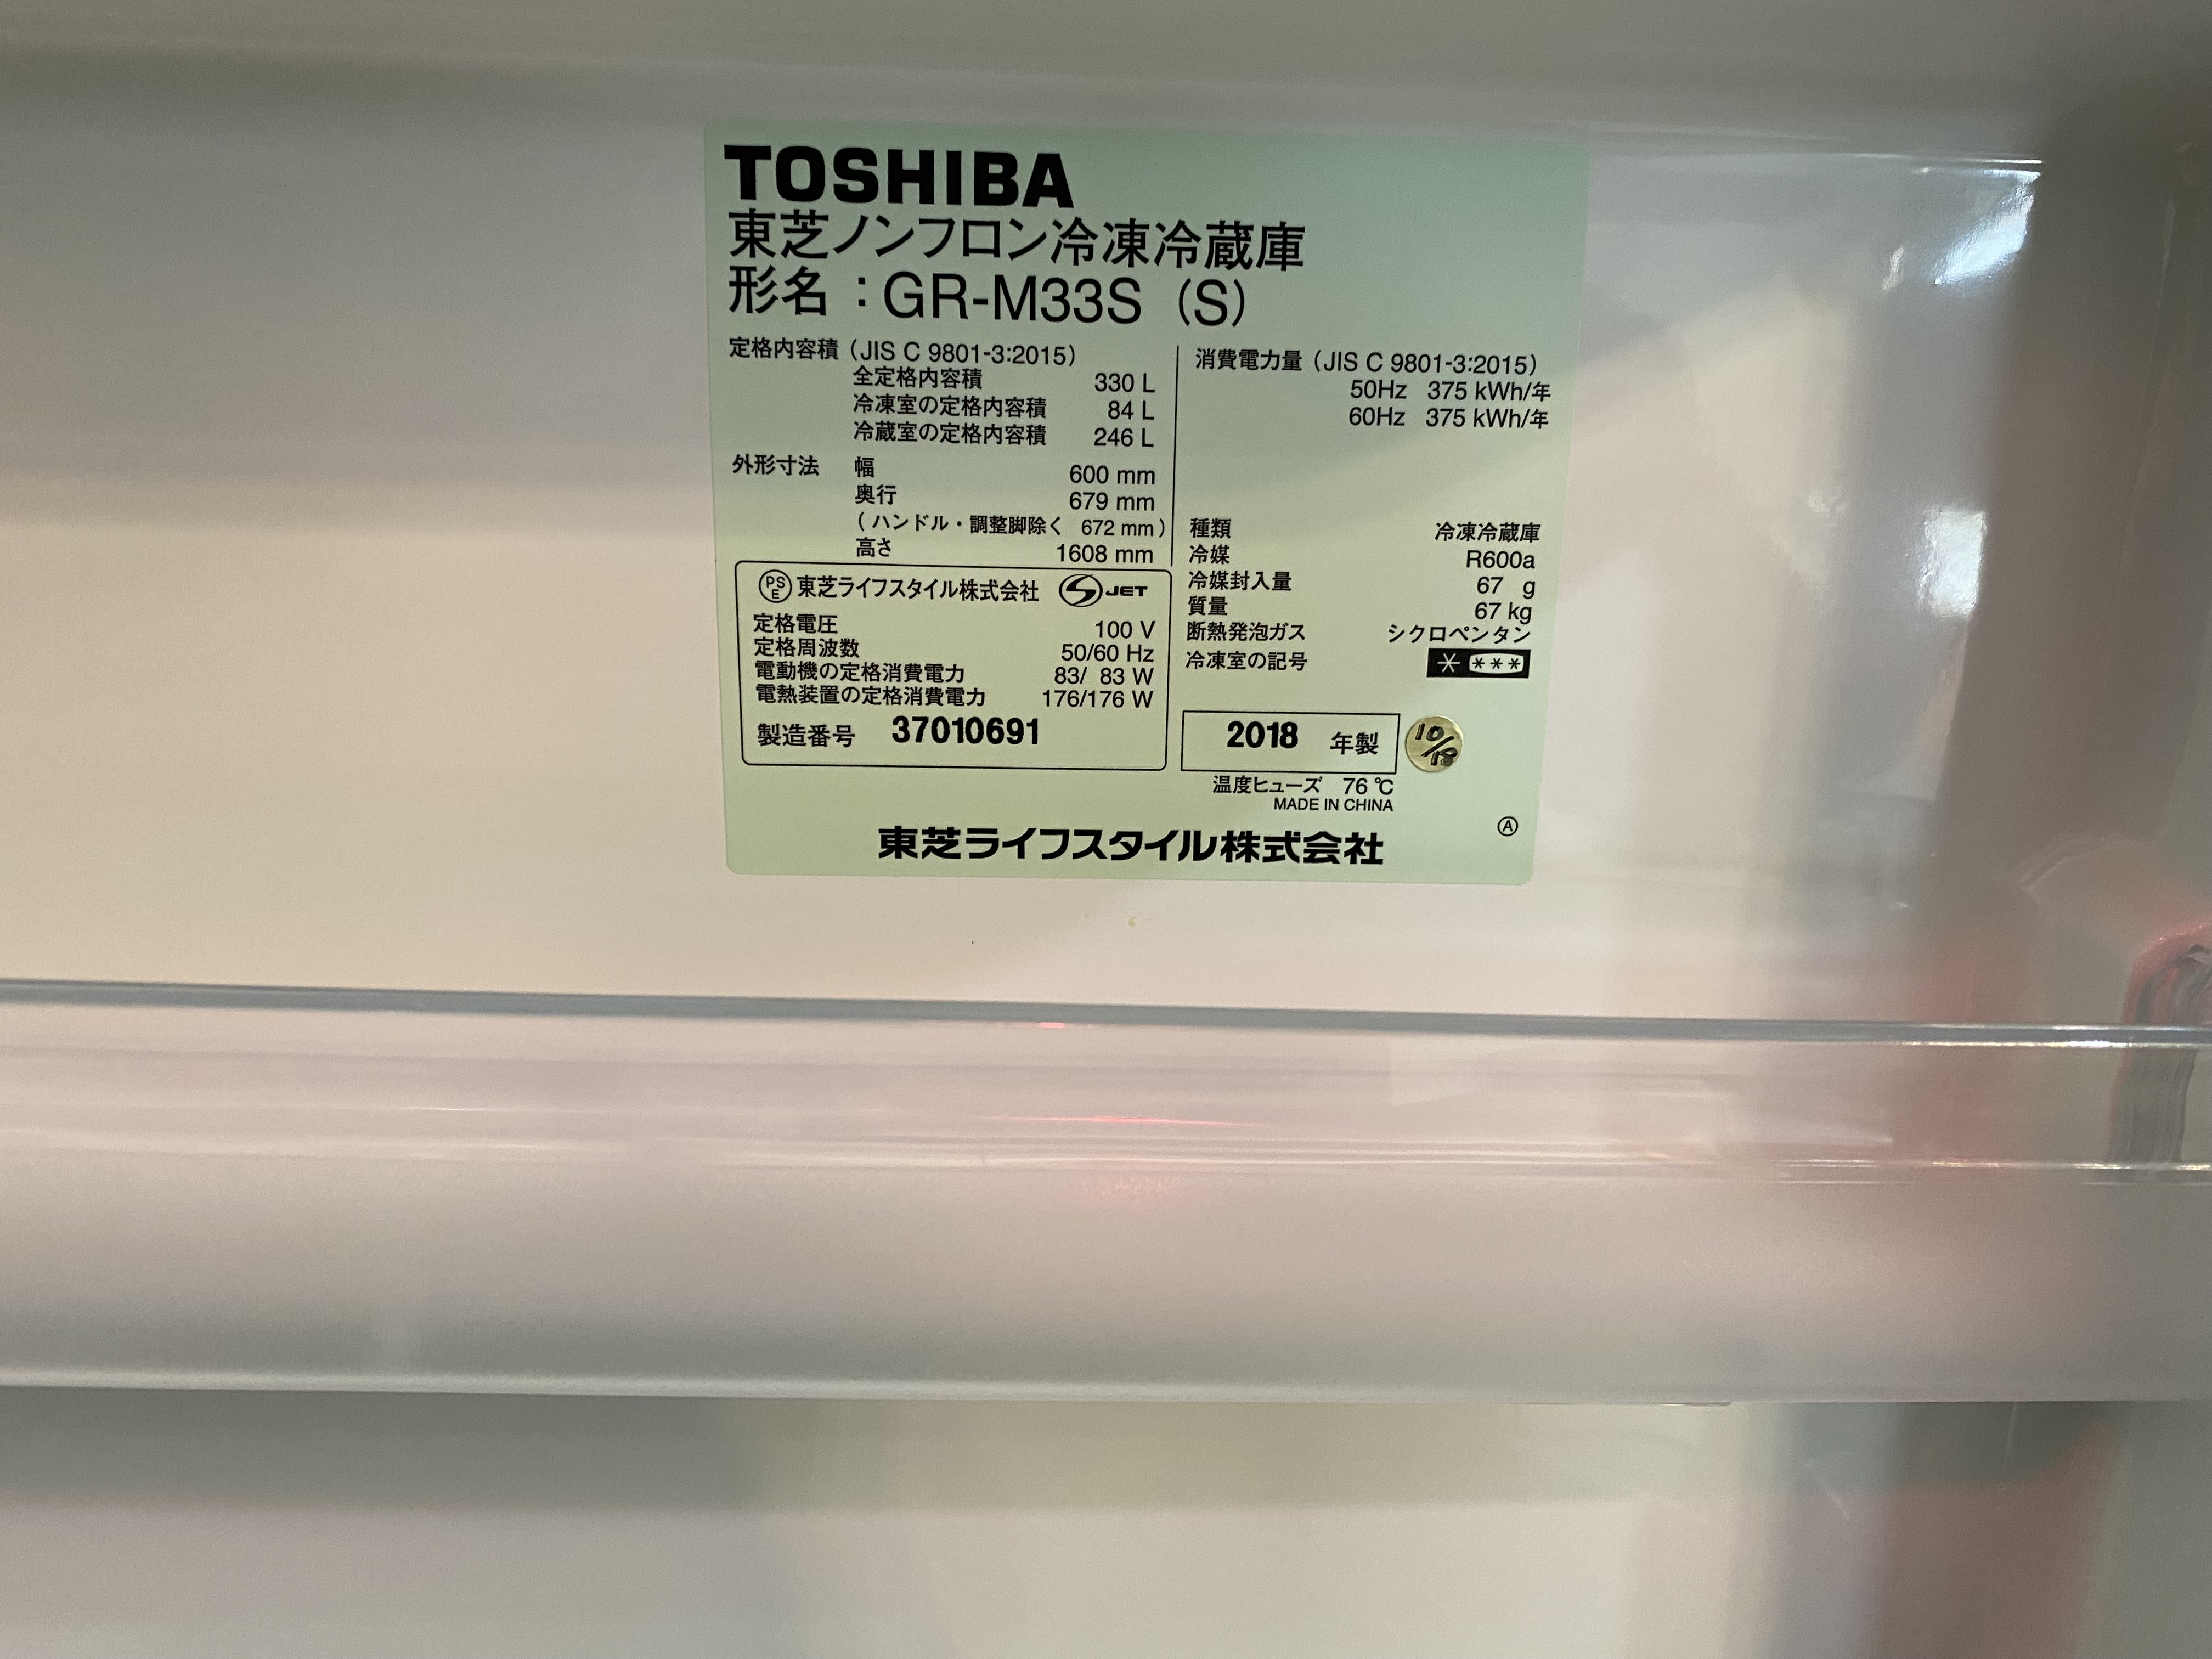 TOSHIBA
東芝ノンフロン冷凍冷蔵庫
形名：GR-M33S（S）
定格内容積（JIS C 9801-3:2015）
全定格内容積 330 L
冷凍室の定格内容積 84 L
冷蔵室の定格内容積 246 L
外形寸法 幅 600 mm
奥行 679 mm
（ハンドル・調整脚除く 672 mm）
高さ 1608 mm
PSE 東芝ライフスタイル株式会社 S JET
定格電圧 100 V
定格周波数 50/60 Hz
電動機の定格消費電力 83/ 83 W
電熱装置の定格消費電力 176/176 W
製造番号 37010691
消費電力量（JIS C 9801-3:2015）
50Hz 375 kWh/年
60Hz 375 kWh/年
種類 冷凍冷蔵庫
冷媒 R600a
冷媒封入量 67 g
質量 67 kg
断熱発泡ガス シクロペンタン
冷凍室の記号 * ***
2018 年製
10/18
温度ヒューズ 76 ℃
MADE IN CHINA
Ⓐ
東芝ライフスタイル株式会社